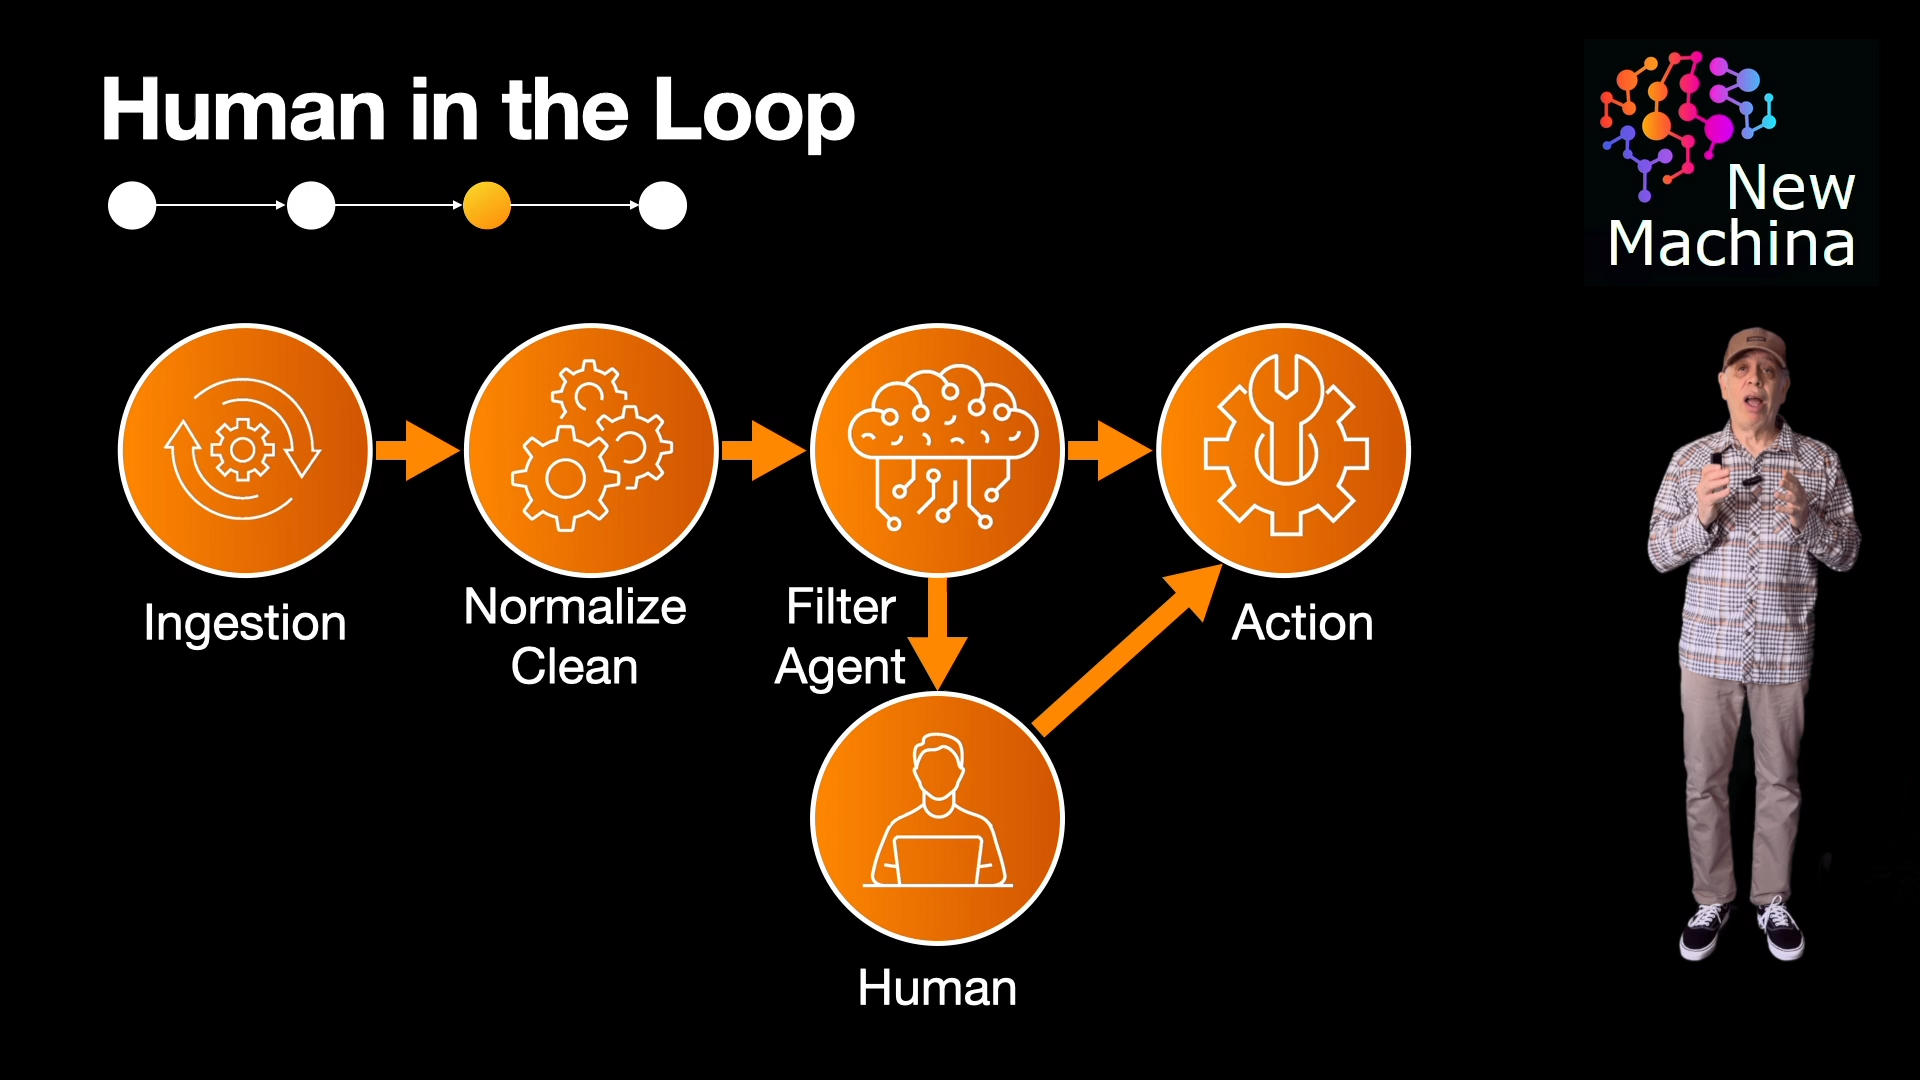 Human in the Loop
New
Machina
Ingestion
Normalize
Clean
Filter
Agent
Action
Human